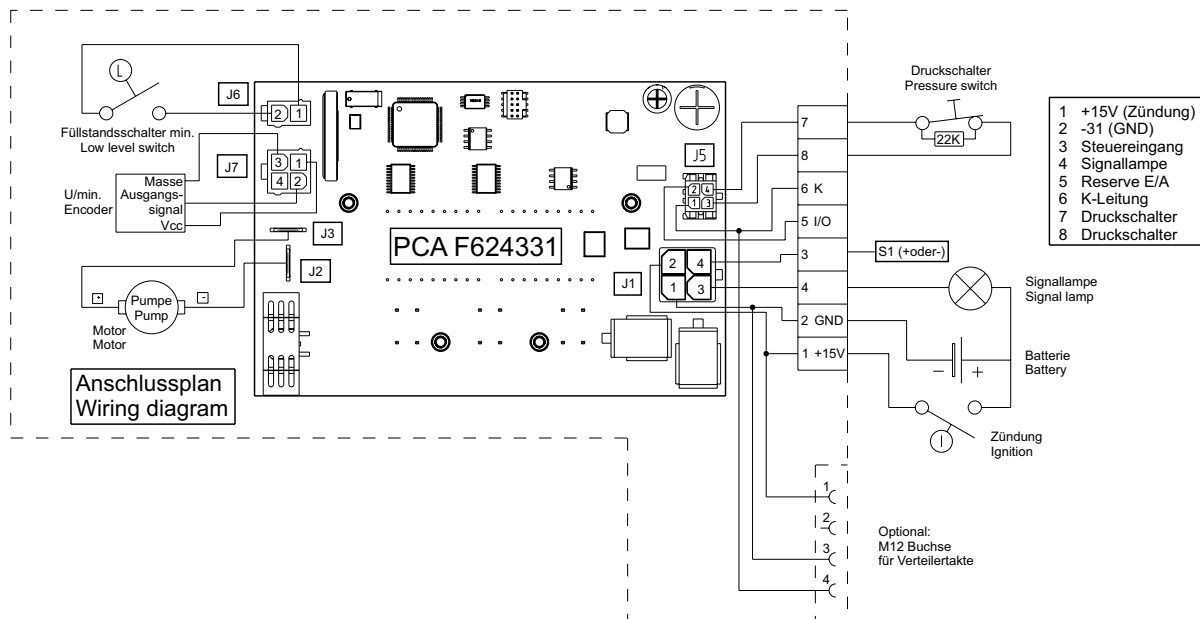 L
J6
2 1
Füllstandsschalter min.
Low level switch
J7
3 1
4 2
U/min.
Encoder
Masse
Ausgangs-
signal
Vcc
J3
J2
+
-
Pumpe
Pump
Motor
Motor
Anschlussplan
Wiring diagram
PCA F624331
J5
2 4
1 3
J1
2 4
1 3
7
8
6 K
5 I/O
3
4
2 GND
1 +15V
Druckschalter
Pressure switch
22K
S1 (+oder-)
Signallampe
Signal lamp
- +
Batterie
Battery
I
Zündung
Ignition
1
2
3
4
Optional:
M12 Buchse
für Verteilertakte
1 +15V (Zündung)
2 -31 (GND)
3 Steuereingang
4 Signallampe
5 Reserve E/A
6 K-Leitung
7 Druckschalter
8 Druckschalter